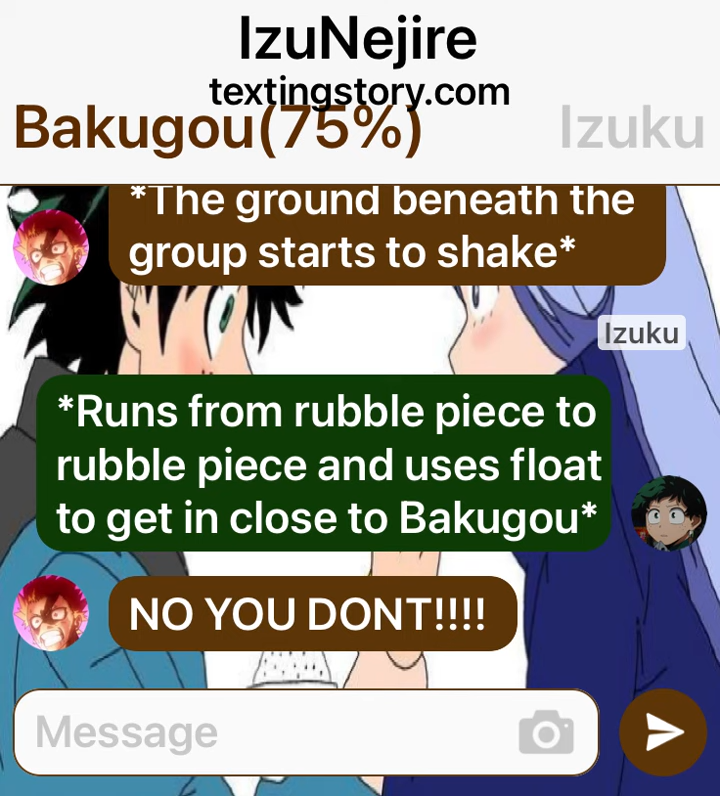 IzuNejire
textingstory.com
Bakugou(75%)
Izuku
*The ground beneath the
group starts to shake*
Izuku
*Runs from rubble piece to
rubble piece and uses float
to get in close to Bakugou*
NO YOU DONT!!!!
Message